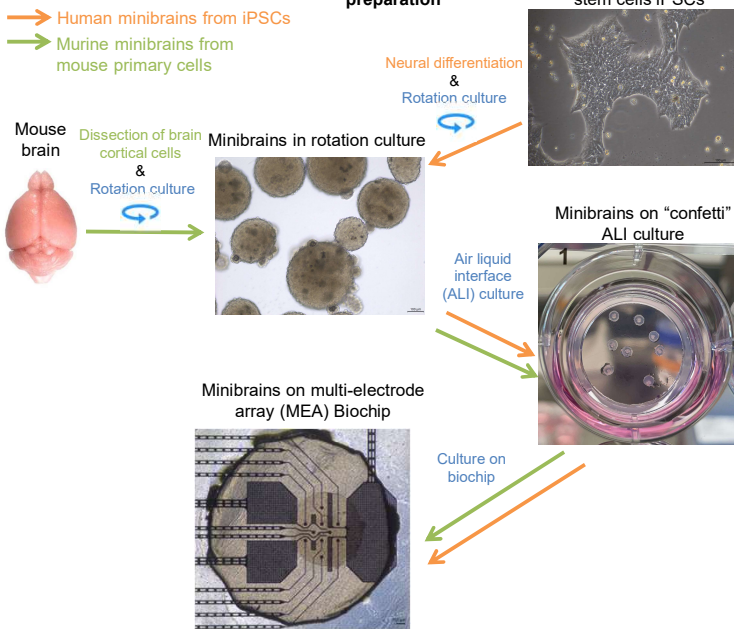 preparation
stem cells iPSCs
Human minibrains from iPSCs
Murine minibrains from
mouse primary cells
Neural differentiation
&
Rotation culture
Mouse
brain
Dissection of brain
cortical cells
&
Rotation culture
Minibrains in rotation culture
Minibrains on “confetti”
ALI culture
1
Air liquid
interface
(ALI) culture
Minibrains on multi-electrode
array (MEA) Biochip
Culture on
biochip